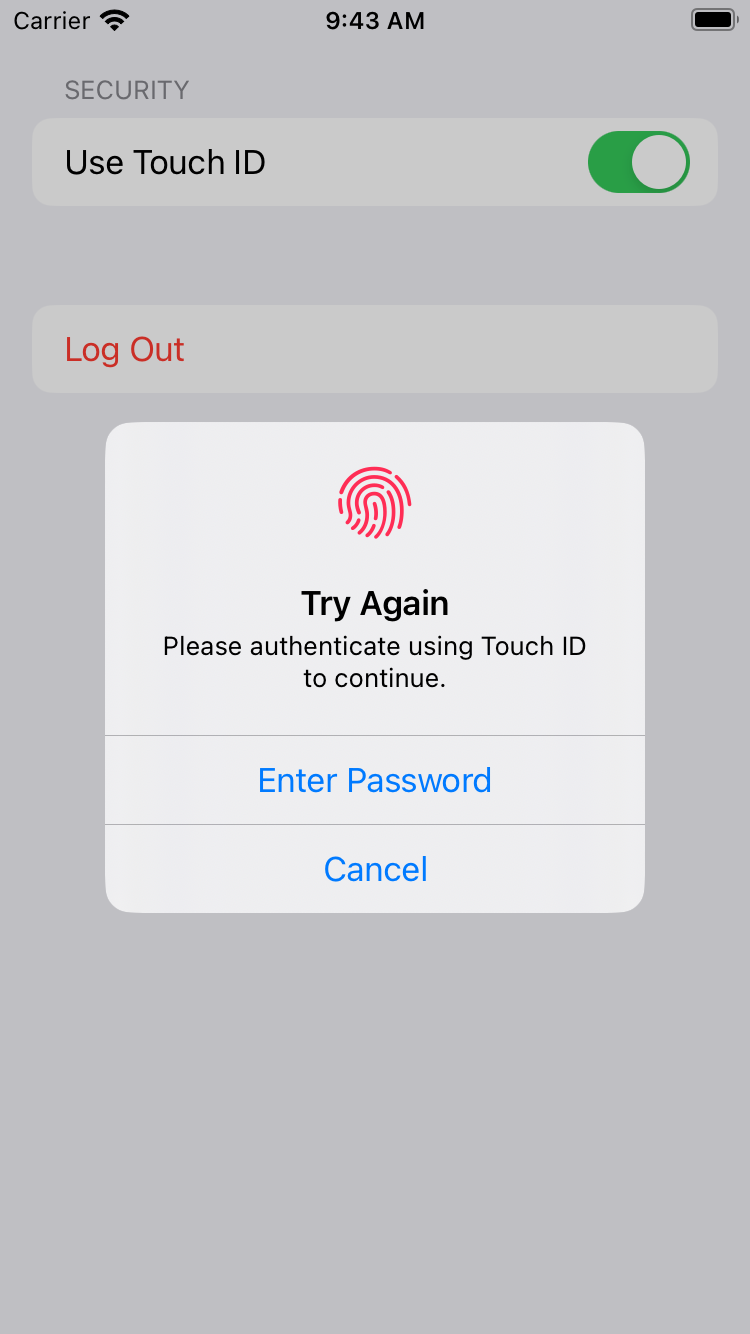 Carrier 9:43 AM
SECURITY
Use Touch ID
Log Out
Try Again
Please authenticate using Touch ID
to continue.
Enter Password
Cancel